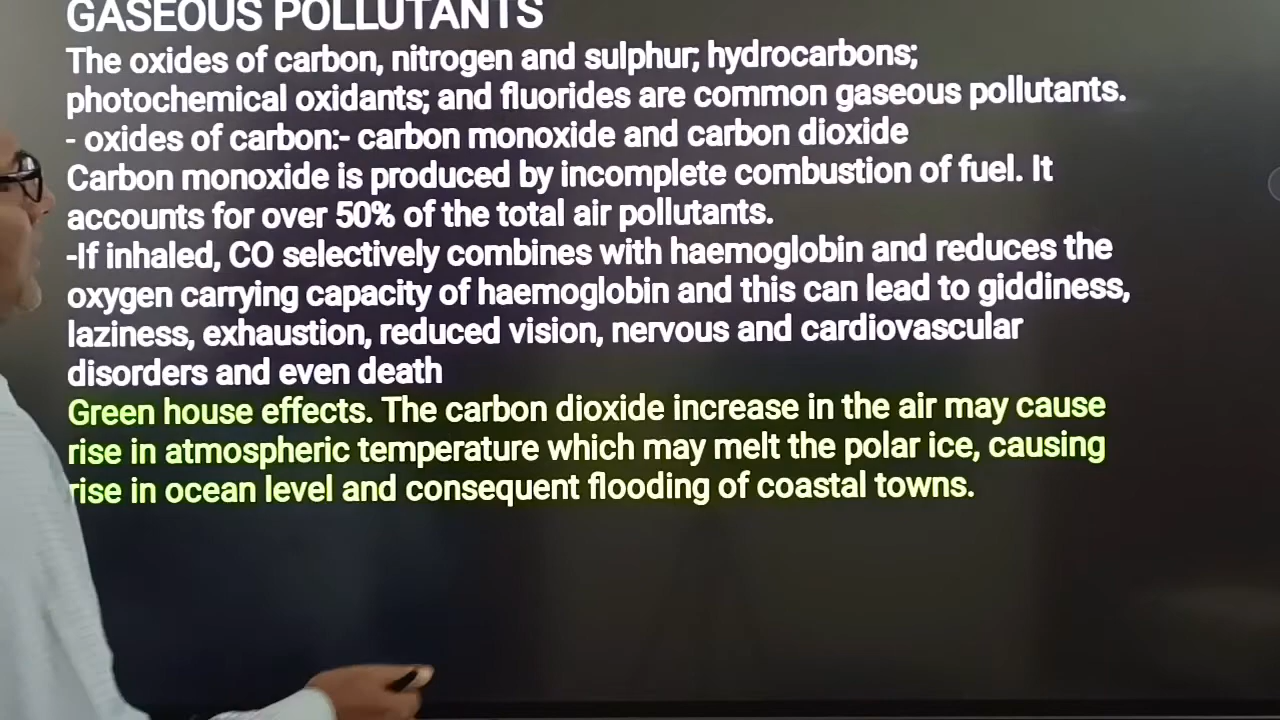 GASEOUS POLLUTANTS
The oxides of carbon, nitrogen and sulphur; hydrocarbons;
photochemical oxidants; and fluorides are common gaseous pollutants.
- oxides of carbon:- carbon monoxide and carbon dioxide
Carbon monoxide is produced by incomplete combustion of fuel. It
accounts for over 50% of the total air pollutants.
-If inhaled, CO selectively combines with haemoglobin and reduces the
oxygen carrying capacity of haemoglobin and this can lead to giddiness,
laziness, exhaustion, reduced vision, nervous and cardiovascular
disorders and even death
Green house effects. The carbon dioxide increase in the air may cause
rise in atmospheric temperature which may melt the polar ice, causing
rise in ocean level and consequent flooding of coastal towns.